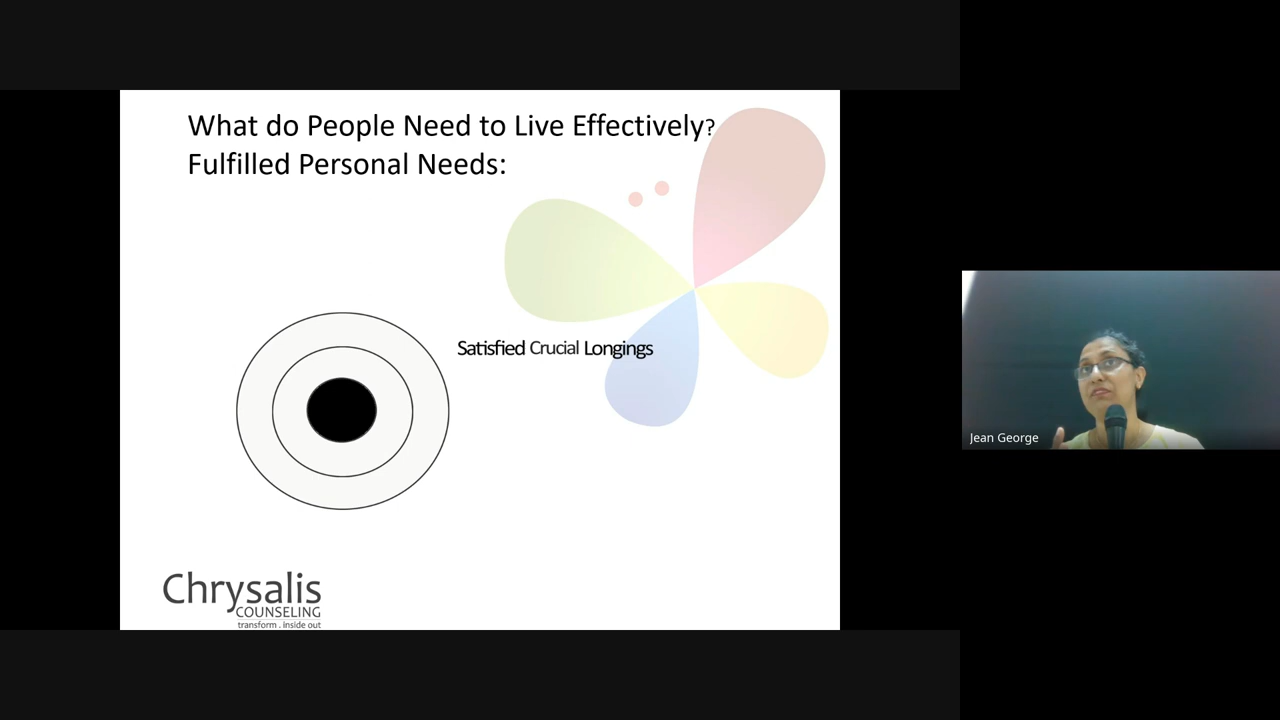 What do People Need to Live Effectively?
Fulfilled Personal Needs:
Satisfied Crucial Longings
Chrysalis
COUNSELING
transform . inside out
Jean George